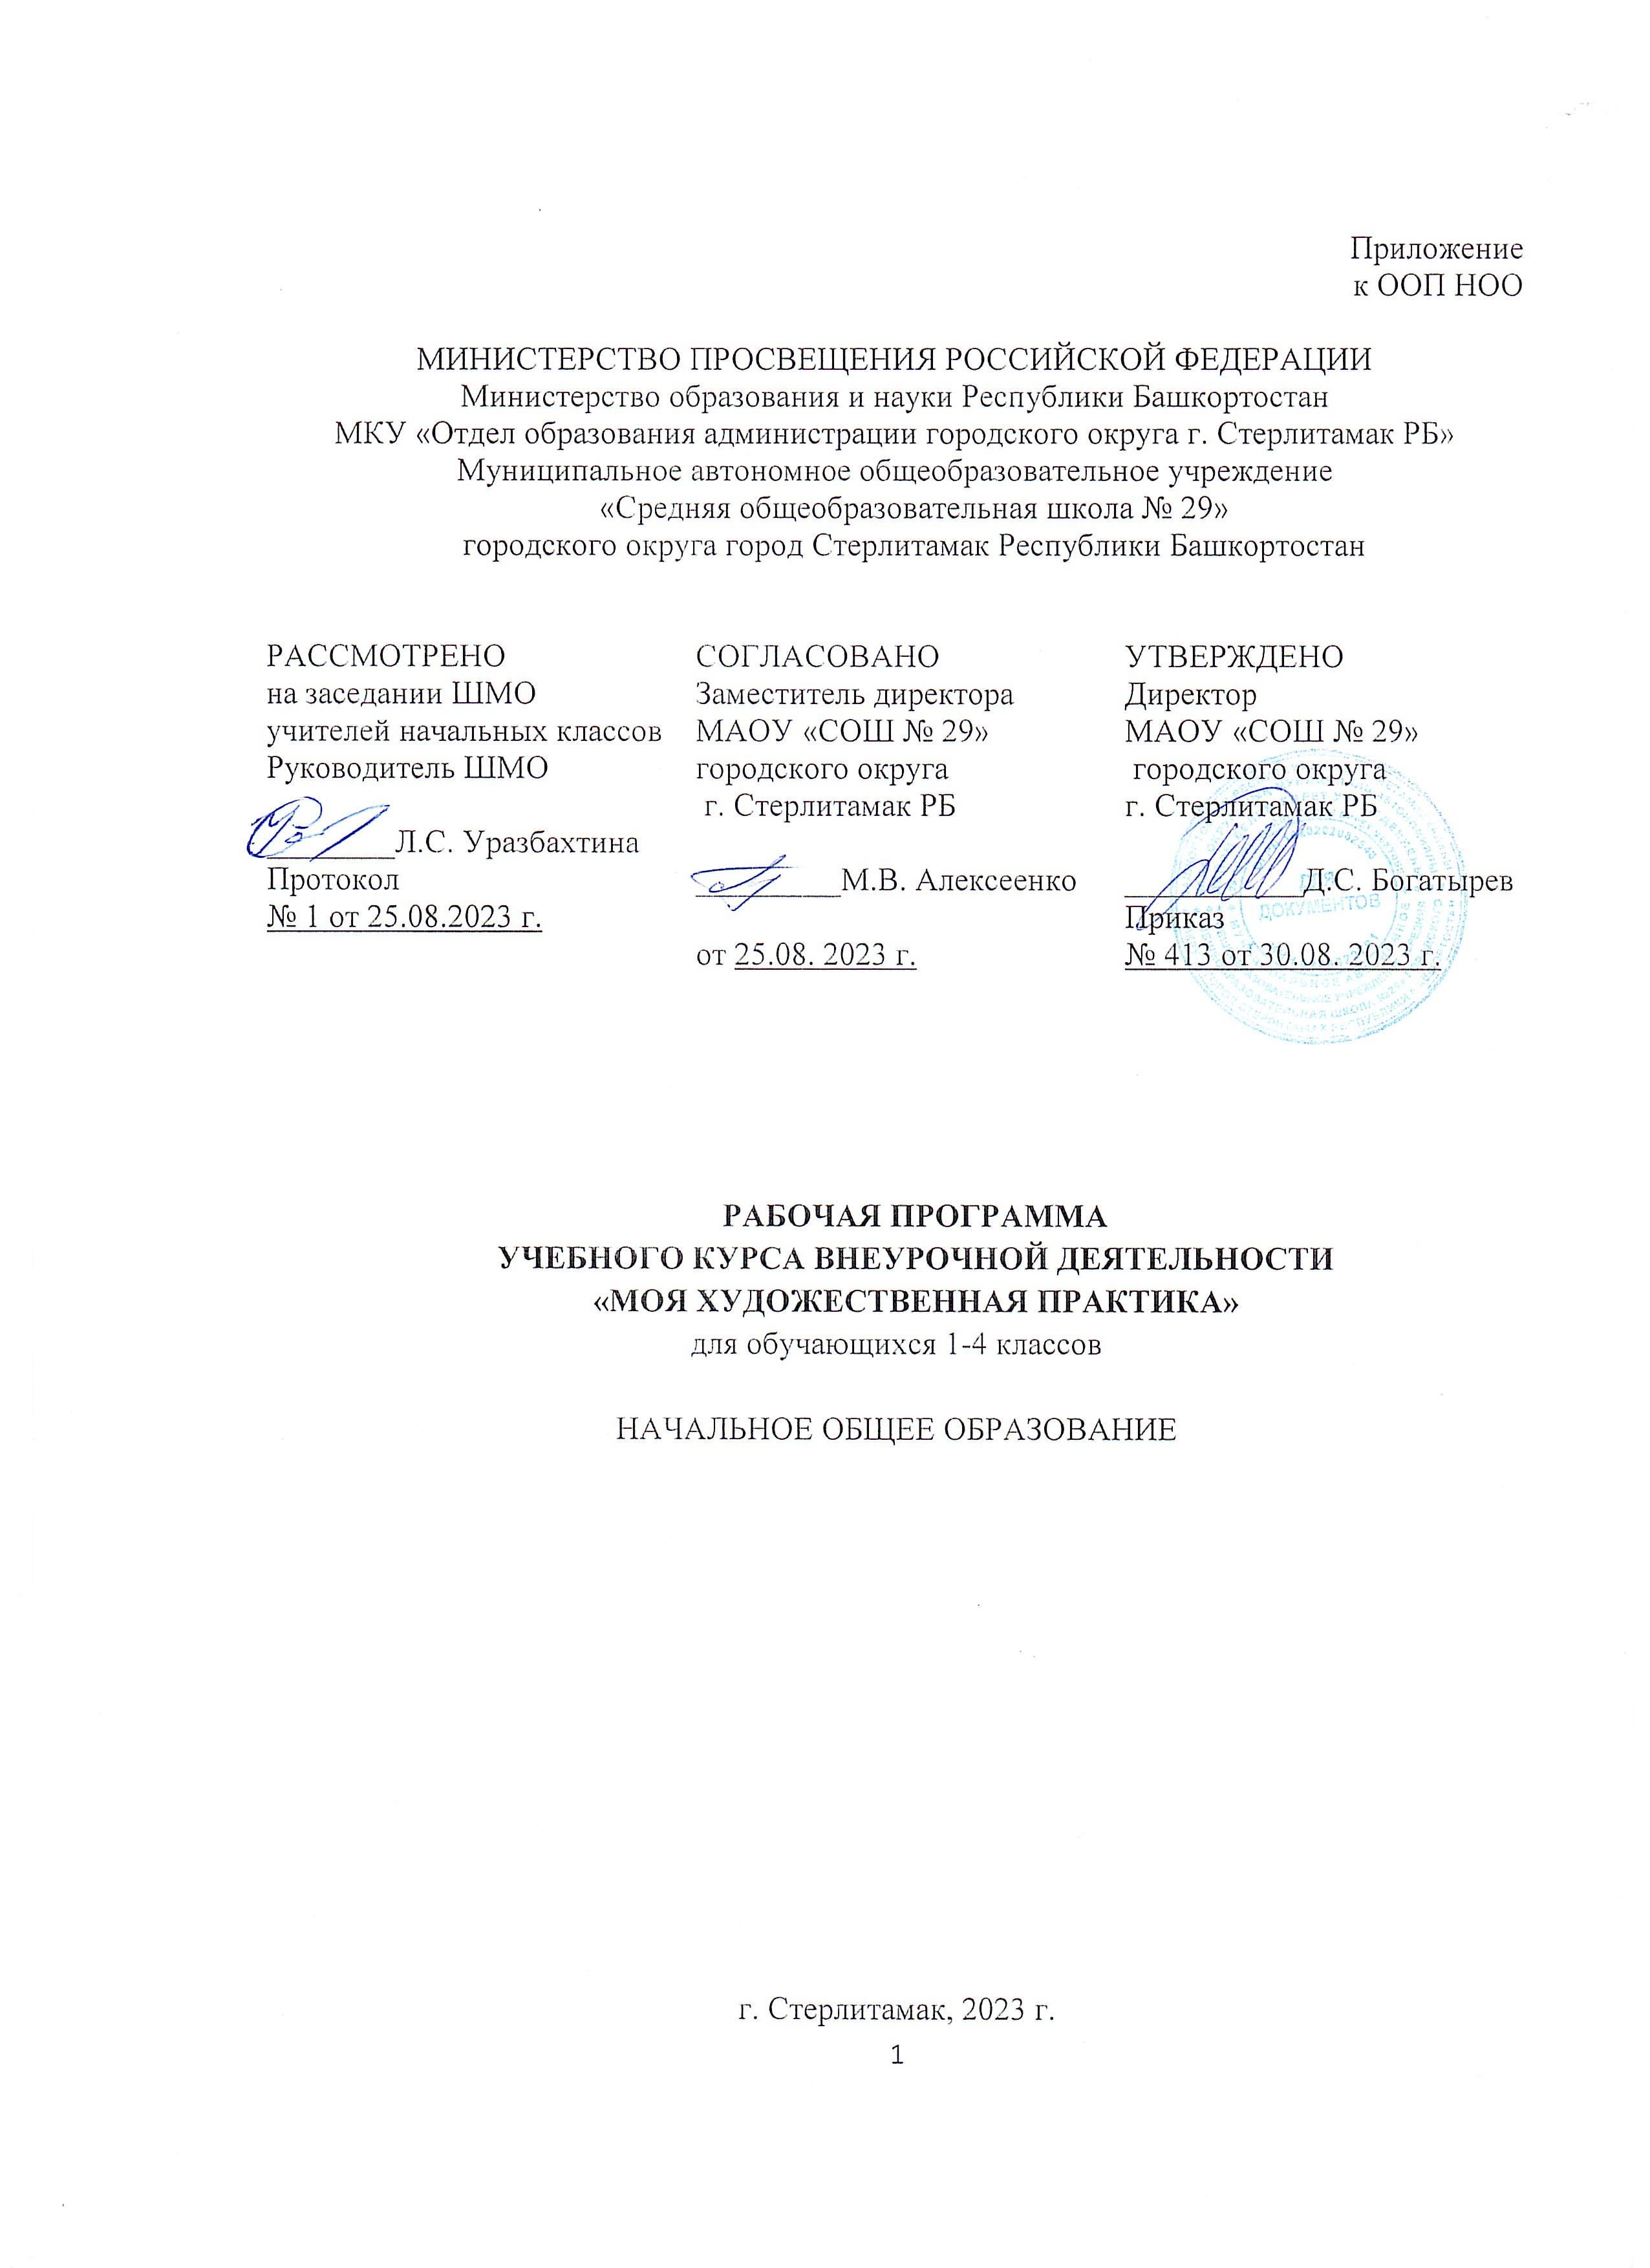 Приложение
к ООП НОО
МИНИСТЕРСТВО ПРОСВЕЩЕНИЯ РОССИЙСКОЙ ФЕДЕРАЦИИ
Министерство образования и науки Республики Башкортостан
МКУ «Отдел образования администрации городского округа г. Стерлитамак РБ»
Муниципальное автономное общеобразовательное учреждение
«Средняя общеобразовательная школа № 29»
городского округа город Стерлитамак Республики Башкортостан
РАССМОТРЕНО
на заседании ШМО
учителей начальных классов
Руководитель ШМО
Л.С. Уразбахтина
Протокол
№ 1 от 25.08.2023 г.
СОГЛАСОВАНО
Заместитель директора
МАОУ «СОШ № 29»
городского округа
г. Стерлитамак РБ
М.В. Алексеенко
от 25.08. 2023 г.
УТВЕРЖДЕНО
Директор
МАОУ «СОШ № 29»
городского округа
г. Стерлитамак РБ
Д.С. Богатырев
Приказ
№ 413 от 30.08. 2023 г.
ДОКУМЕНТОВ
РАБОЧАЯ ПРОГРАММА
УЧЕБНОГО КУРСА ВНЕУРОЧНОЙ ДЕЯТЕЛЬНОСТИ
«МОЯ ХУДОЖЕСТВЕННАЯ ПРАКТИКА»
для обучающихся 1-4 классов
НАЧАЛЬНОЕ ОБЩЕЕ ОБРАЗОВАНИЕ
г. Стерлитамак, 2023 г.
1